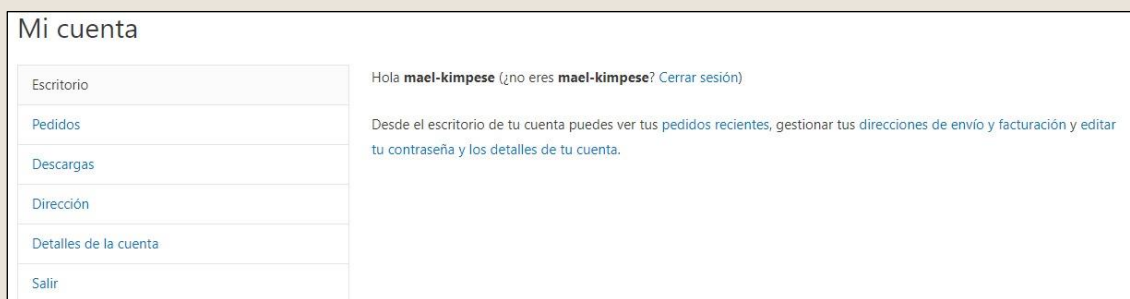 Mi cuenta
Escritorio
Pedidos
Descargas
Dirección
Detalles de la cuenta
Salir
Hola mael-kimpese (¿no eres mael-kimpese? Cerrar sesión)
Desde el escritorio de tu cuenta puedes ver tus pedidos recientes, gestionar tus direcciones de envío y facturación y editar
tu contraseña y los detalles de tu cuenta.